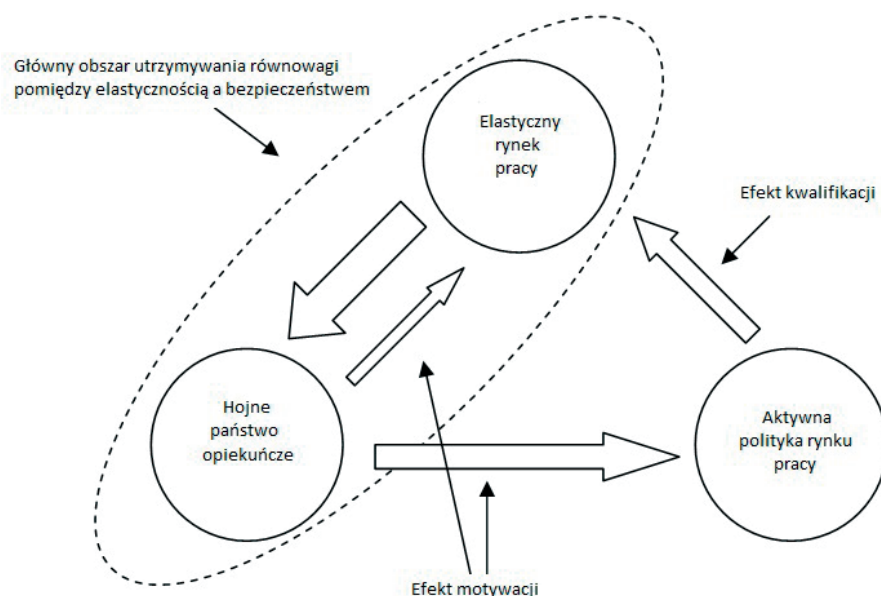 Główny obszar utrzymywania równowagi
pomiędzy elastycznością a bezpieczeństwem
Elastyczny
rynek
pracy
Efekt kwalifikacji
Hojne
państwo
opiekuńcze
Aktywna
polityka rynku
pracy
Efekt motywacji